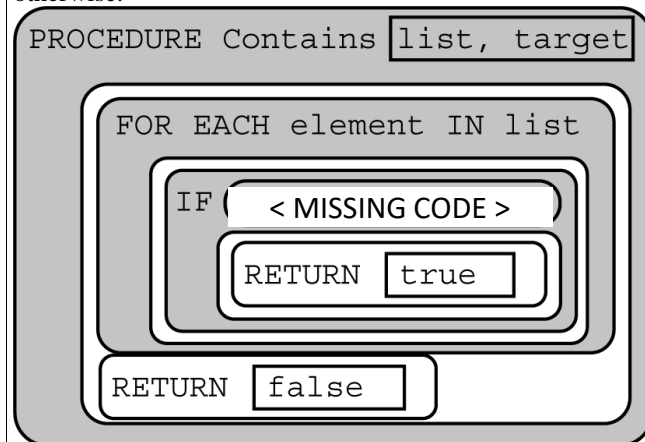 otherwise.
PROCEDURE Contains list, target
FOR EACH element IN list
IF < MISSING CODE >
RETURN true
RETURN false